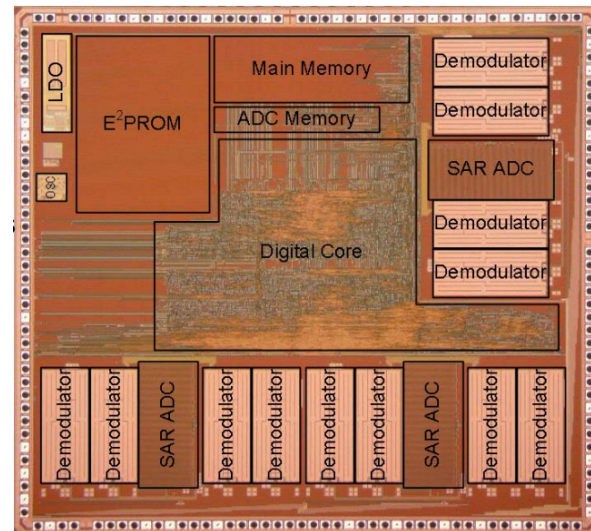 LDO
E²PROM
Main Memory
ADC Memory
Demodulator
Demodulator
SAR ADC
OSC
Demodulator
Demodulator
Digital Core
Demodulator
Demodulator
SAR ADC
Demodulator
Demodulator
Demodulator
Demodulator
SAR ADC
Demodulator
Demodulator